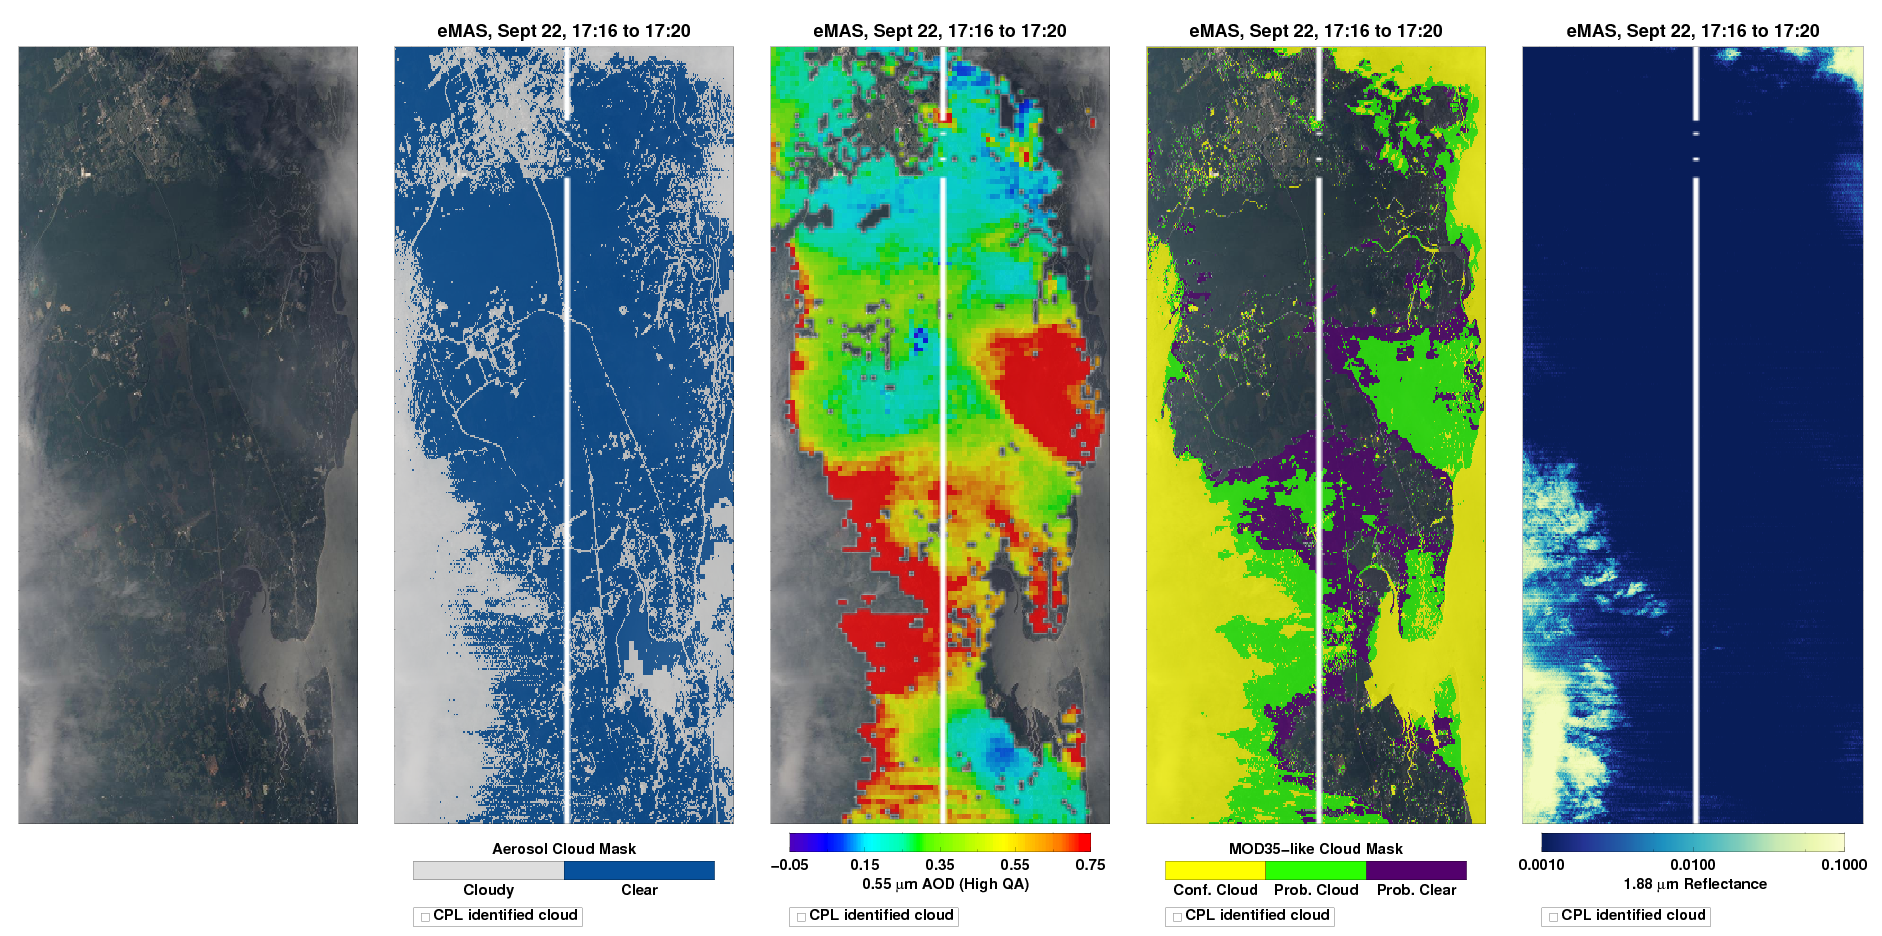 eMAS, Sept 22, 17:16 to 17:20
eMAS, Sept 22, 17:16 to 17:20
eMAS, Sept 22, 17:16 to 17:20
eMAS, Sept 22, 17:16 to 17:20
Aerosol Cloud Mask
Cloudy Clear
CPL identified cloud
−0.05 0.15 0.35 0.55 0.75
0.55 μm AOD (High QA)
CPL identified cloud
MOD35−like Cloud Mask
Conf. Cloud Prob. Cloud Prob. Clear
CPL identified cloud
0.0010 0.0100 0.1000
1.88 μm Reflectance
CPL identified cloud